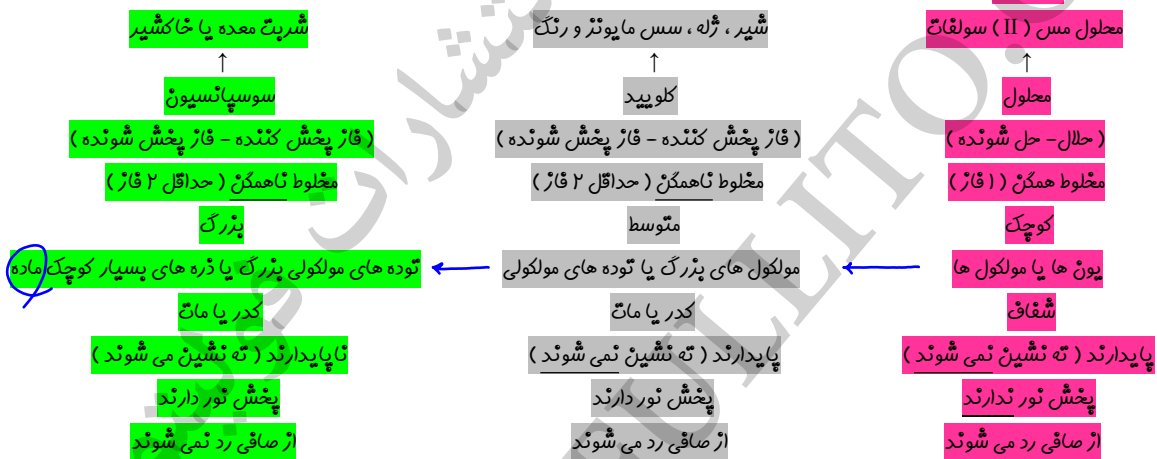 محلول مس ( II ) سولفات
↑
محلول
( حلال- حل شونده )
مخلوط همگن ( (۱ فاز )
کوچک
یون ها یا مولکول ها
شفاف
پایدارند ( ته نشین نمی شوند )
پخش نور ندارند
از صافی رد می شوند
شیر ، ژله ، سس مایونز و رنگ
↑
کلویید
( فاز پخش کننده – فاز پخش شونده )
مخلوط ناهمگن ( حداقل ۲ فاز )
متوسط
مولکول های بزرگ یا توده های مولکولی
کدر یا مات
پایدارند ( ته نشین نمی شوند )
پخش نور دارند
از صافی رد می شوند
شربت معده یا خاکشیر
↑
سوسپانسیون
( فاز پخش کننده – فاز پخش شونده )
مخلوط ناهمگن ( حداقل ۲ فاز )
بزرگ
توده های مولکولی بزرگ یا ذره های بسیار کوچک ماده
کدر یا مات
ناپایدارند ( ته نشین می شوند )
پخش نور دارند
از صافی رد نمی شوند